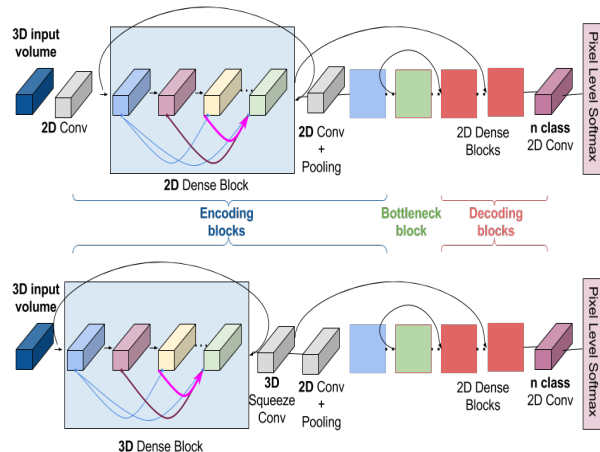 3D input
volume
2D Conv
2D Dense Block
2D Conv
+
Pooling
2D Dense
Blocks
n class
2D Conv
Pixel Level Softmax
Encoding
blocks
Bottleneck
block
Decoding
blocks
3D input
volume
3D Dense Block
3D
Squeeze
Conv
2D Conv
+
Pooling
2D Dense
Blocks
n class
2D Conv
Pixel Level Softmax